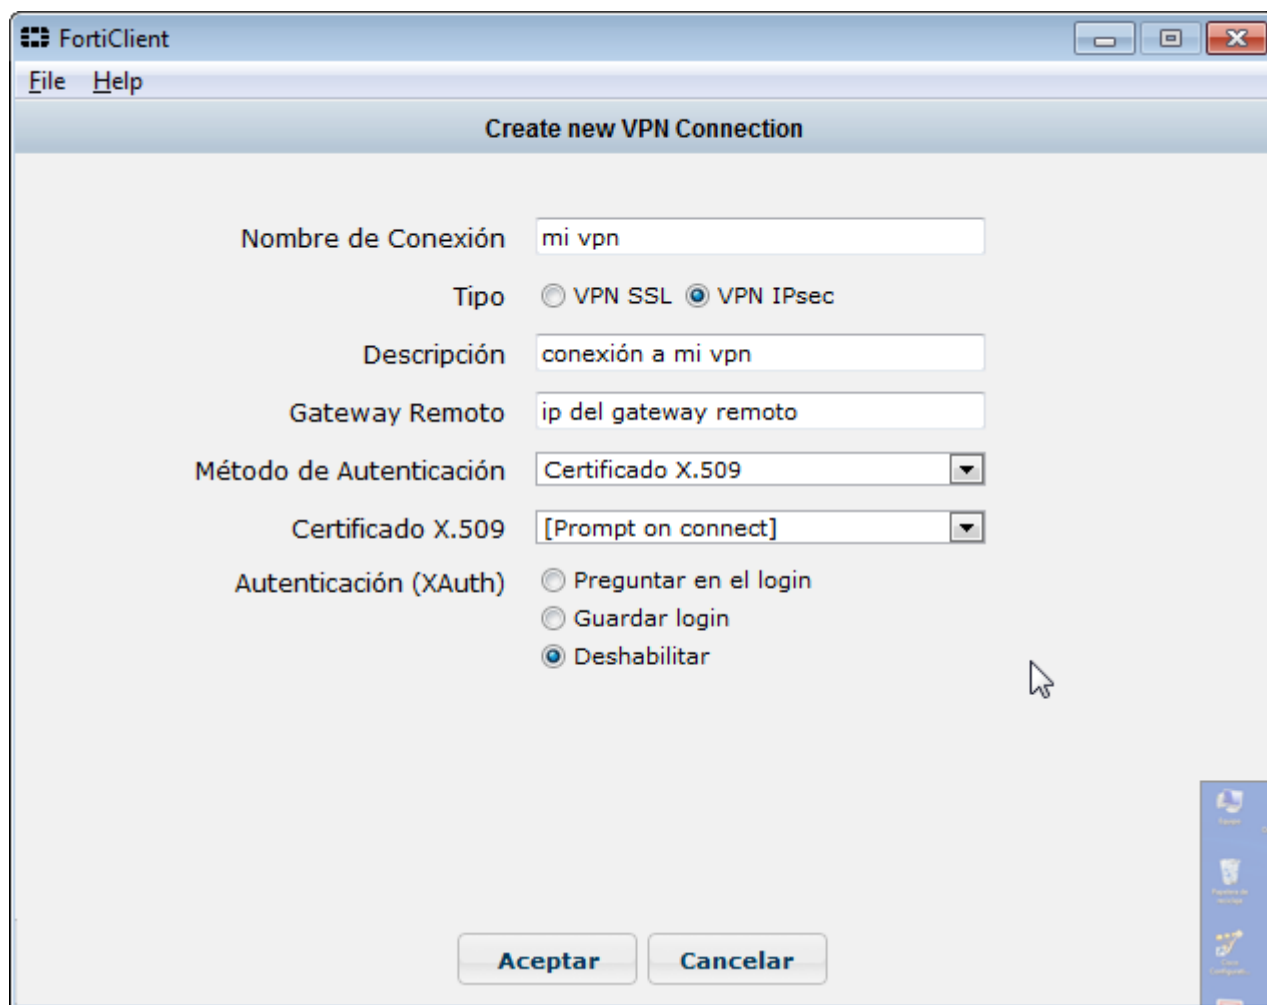 FortiClient
File Help
Create new VPN Connection
Nombre de Conexión mi vpn
Tipo VPN SSL VPN IPsec
Descripción conexión a mi vpn
Gateway Remoto ip del gateway remoto
Método de Autenticación Certificado X.509
Certificado X.509 [Prompt on connect]
Autenticación (XAuth) Preguntar en el login
Guardar login
Deshabilitar
Aceptar Cancelar